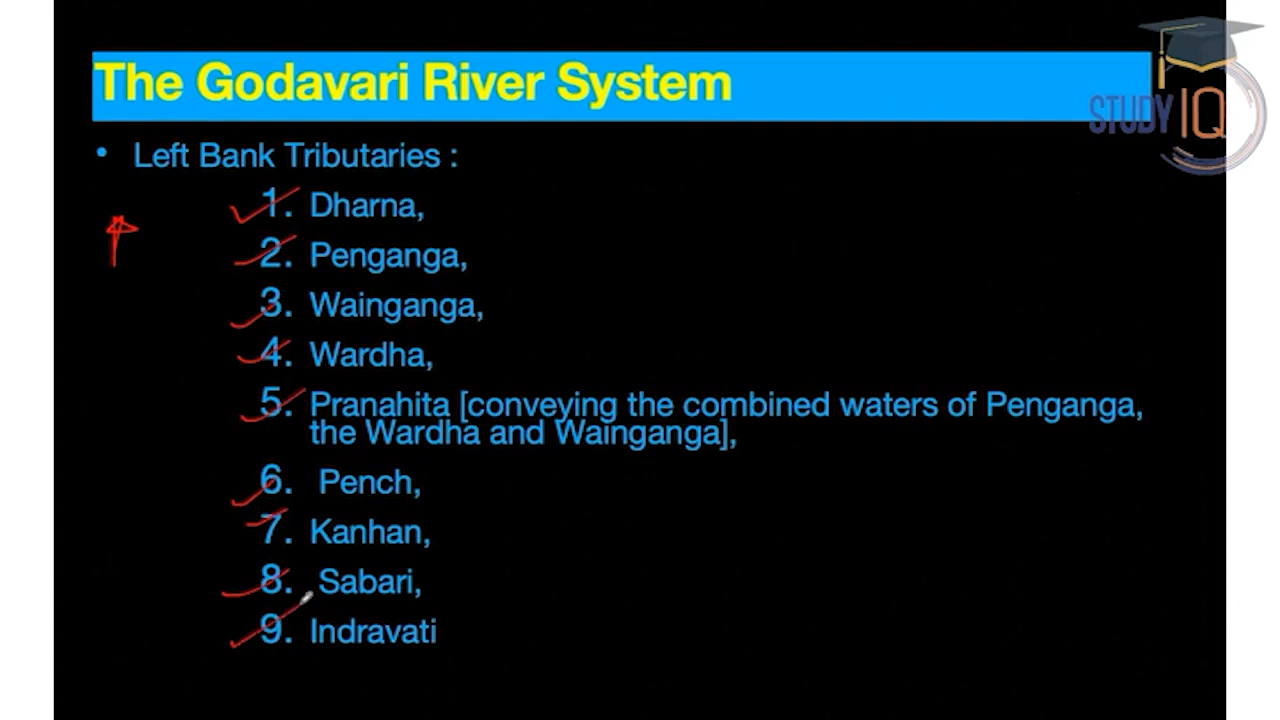 The Godavari River System
STUDY IQ
• Left Bank Tributaries :
1. Dharna,
2. Penganga,
3. Wainganga,
4. Wardha,
5. Pranahita [conveying the combined waters of Penganga,
the Wardha and Wainganga],
6. Pench,
7. Kanhan,
8. Sabari,
9. Indravati